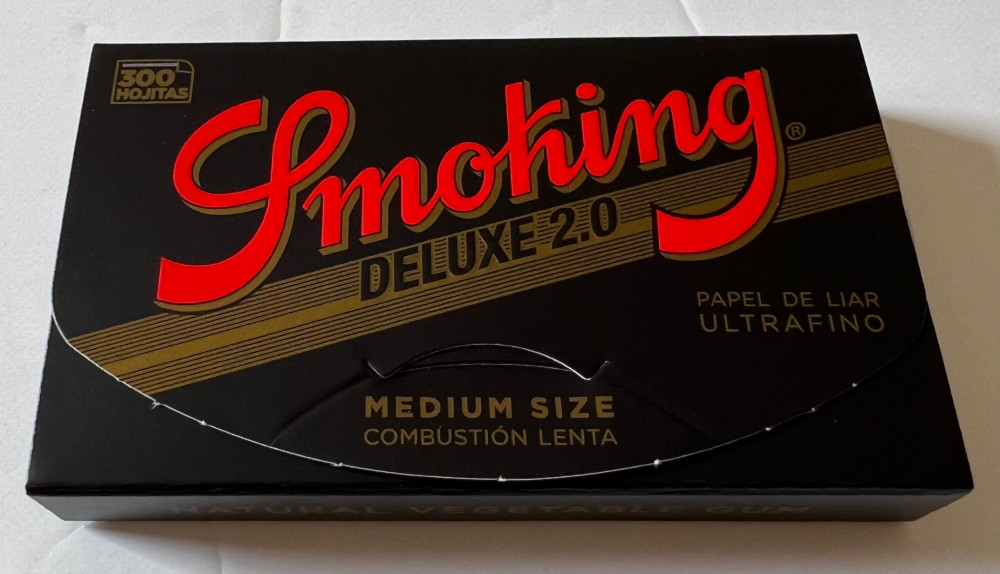 300
HOJITAS
Smoking®
DELUXE 2.0
PAPEL DE LIAR
ULTRAFINO
MEDIUM SIZE
COMBUSTIÓN LENTA
NATURAL VEGETABLE GUM